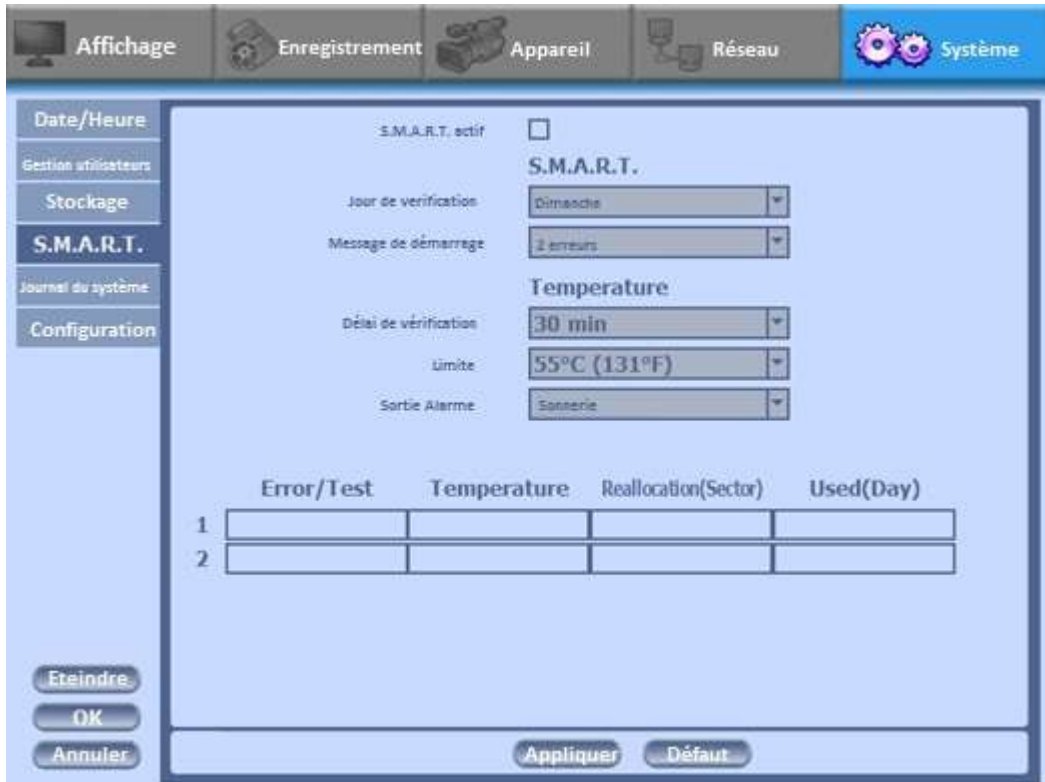 Affichage Enregistrement Appareil Réseau Système
Date/Heure
Gestion utilisateurs
Stockage
S.M.A.R.T.
Journal du système
Configuration
S.M.A.R.T. actif
S.M.A.R.T.
Jour de verification Dimanche
Message de démarrage 2 erreurs
Temperature
Délai de vérification 30 min
Limite 55°C (131°F)
Sortie Alarme Sonnerie
Error/Test Temperature Reallocation(Sector) Used(Day)
1
2
Eteindre
OK
Annuler
Appliquer Défaut